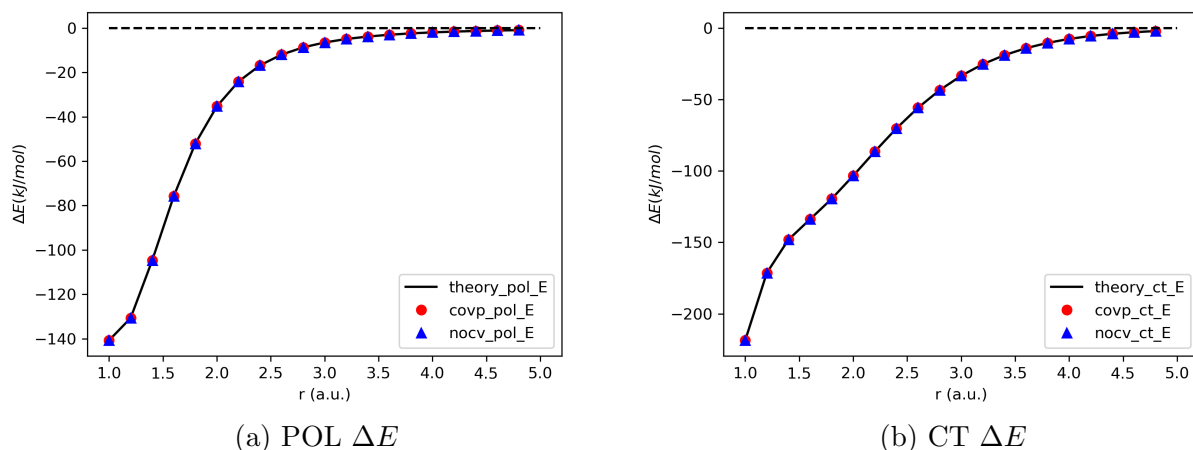 0
−20
−40
−60
−80
−100
−120
−140
ΔE(kJ/mol)
1.0 1.5 2.0 2.5 3.0 3.5 4.0 4.5 5.0
r (a.u.)
theory_pol_E
covp_pol_E
nocv_pol_E
(a) POL ΔE
0
−50
−100
−150
−200
ΔE(kJ/mol)
1.0 1.5 2.0 2.5 3.0 3.5 4.0 4.5 5.0
r (a.u.)
theory_ct_E
covp_ct_E
nocv_ct_E
(b) CT ΔE